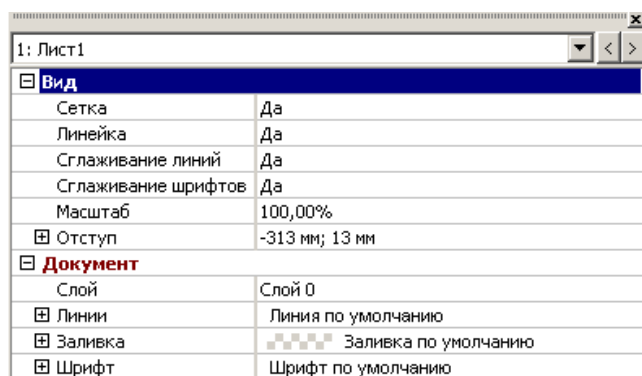 1: Лист1
Вид
Сетка Да
Линейка Да
Сглаживание линий Да
Сглаживание шрифтов Да
Масштаб 100,00%
Отступ -313 мм; 13 мм
Документ
Слой Слой 0
Линии Линия по умолчанию
Заливка Заливка по умолчанию
Шрифт Шрифт по умолчанию